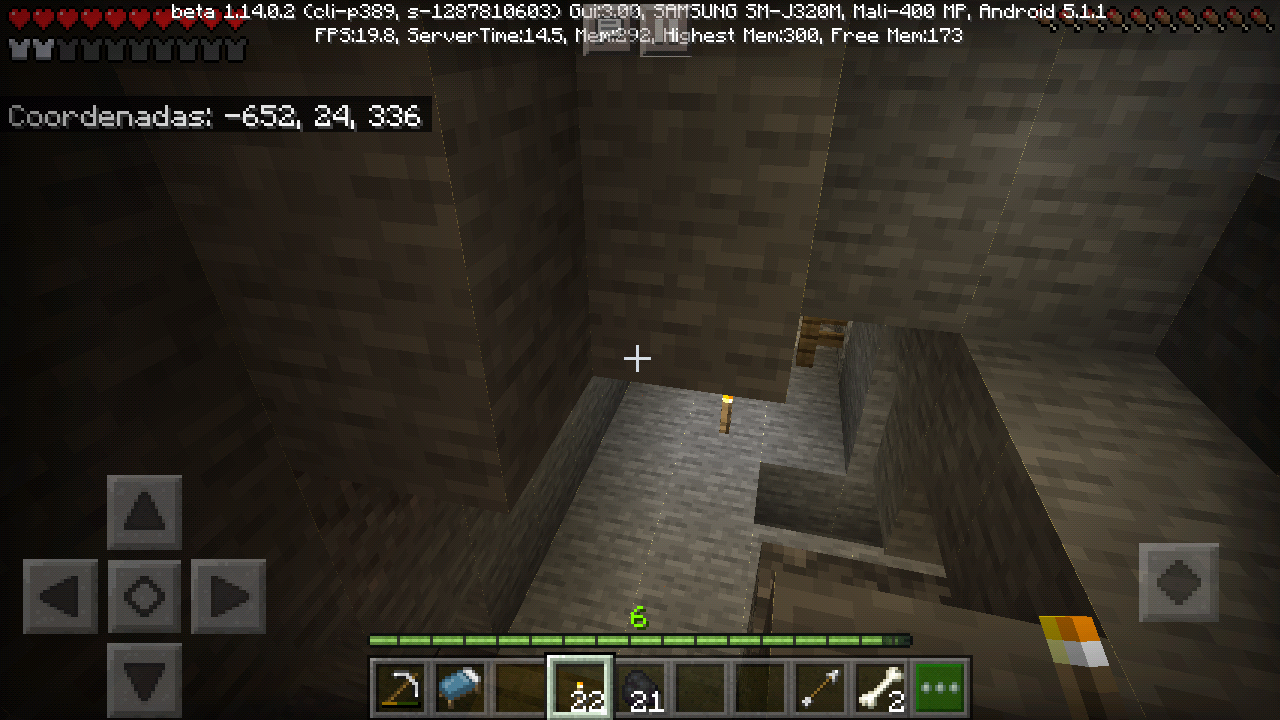 beta 1.14.0.2 (cli-p389, s-1287810603) Gui:3.00, SAMSUNG SM-J320M, Mali-400 MP, Android 5.1.1
FPS:19.8, ServerTime:14.5, Mem:292, Highest Mem:300, Free Mem:173
Coordenadas: -652, 24, 336
6
22 21 2